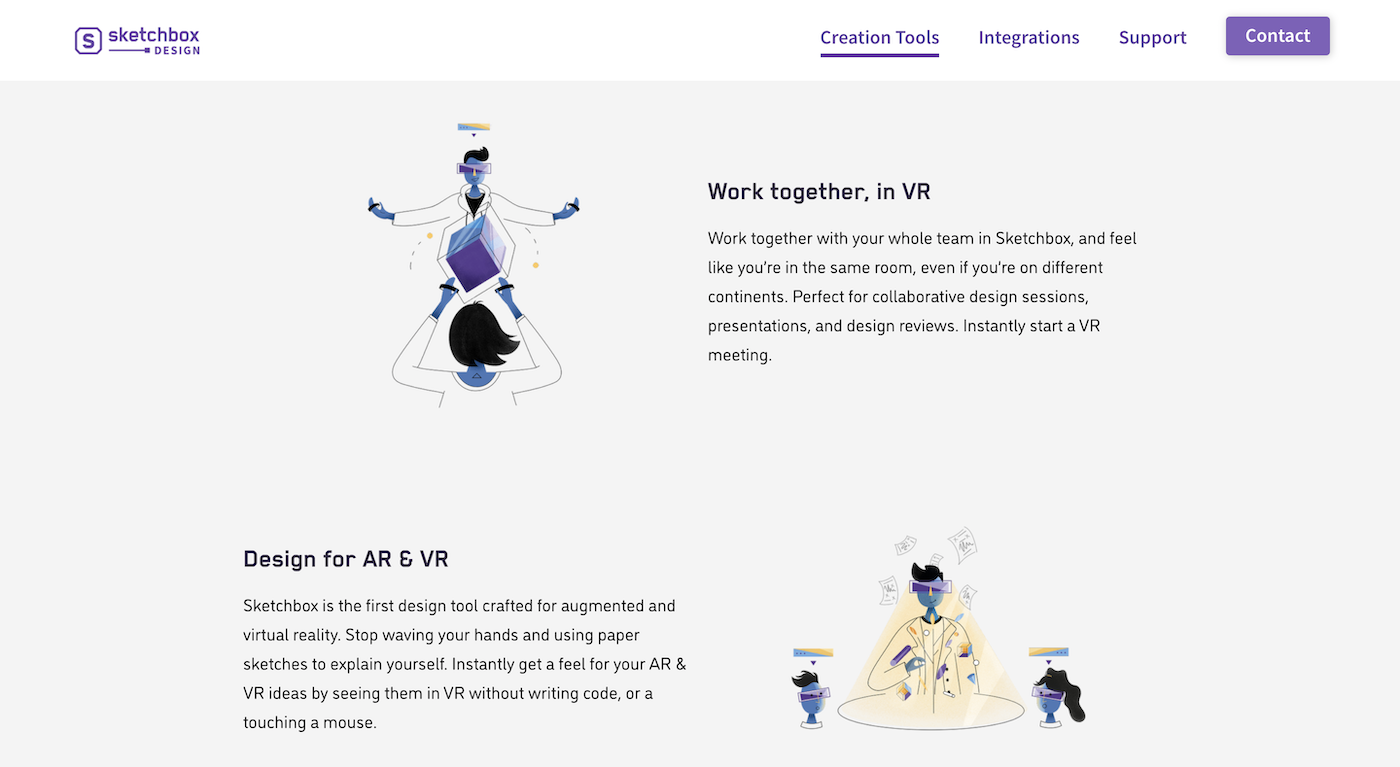 S sketchbox
DESIGN
Creation Tools Integrations Support Contact
Work together, in VR
Work together with your whole team in Sketchbox, and feel
like you're in the same room, even if you're on different
continents. Perfect for collaborative design sessions,
presentations, and design reviews. Instantly start a VR
meeting.
Design for AR & VR
Sketchbox is the first design tool crafted for augmented and
virtual reality. Stop waving your hands and using paper
sketches to explain yourself. Instantly get a feel for your AR &
VR ideas by seeing them in VR without writing code, or a
touching a mouse.